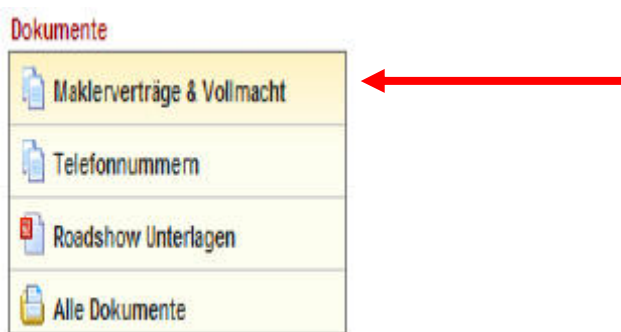 Dokumente
Maklerverträge & Vollmacht
Telefonnummern
Roadshow Unterlagen
Alle Dokumente